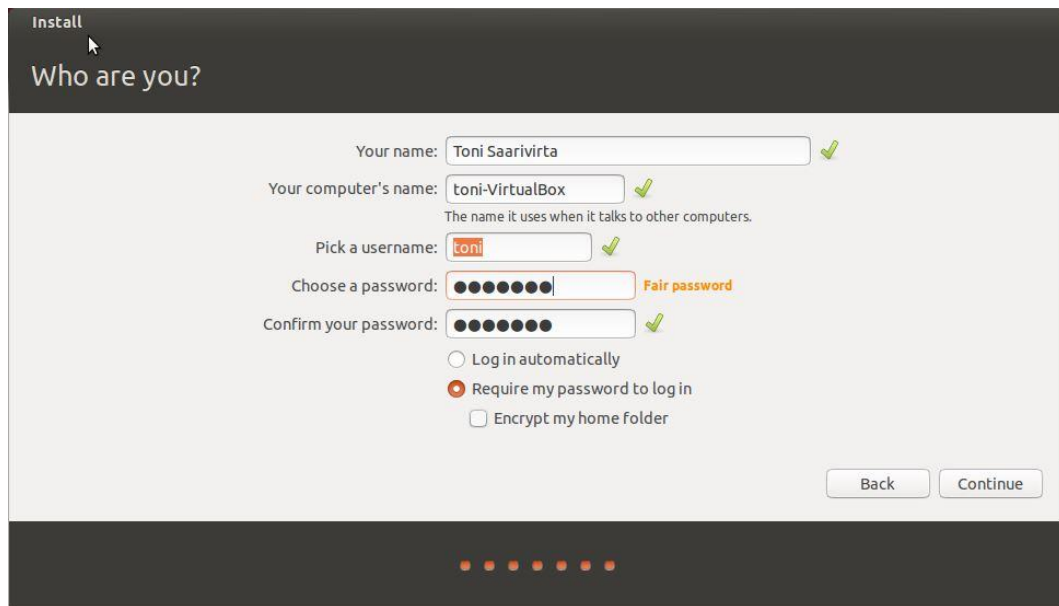 Install
Who are you?
Your name: Toni Saarivirta
Your computer's name: toni-VirtualBox
The name it uses when it talks to other computers.
Pick a username: toni
Choose a password: ●●●●●●● Fair password
Confirm your password: ●●●●●●●
Log in automatically
Require my password to log in
Encrypt my home folder
Back Continue